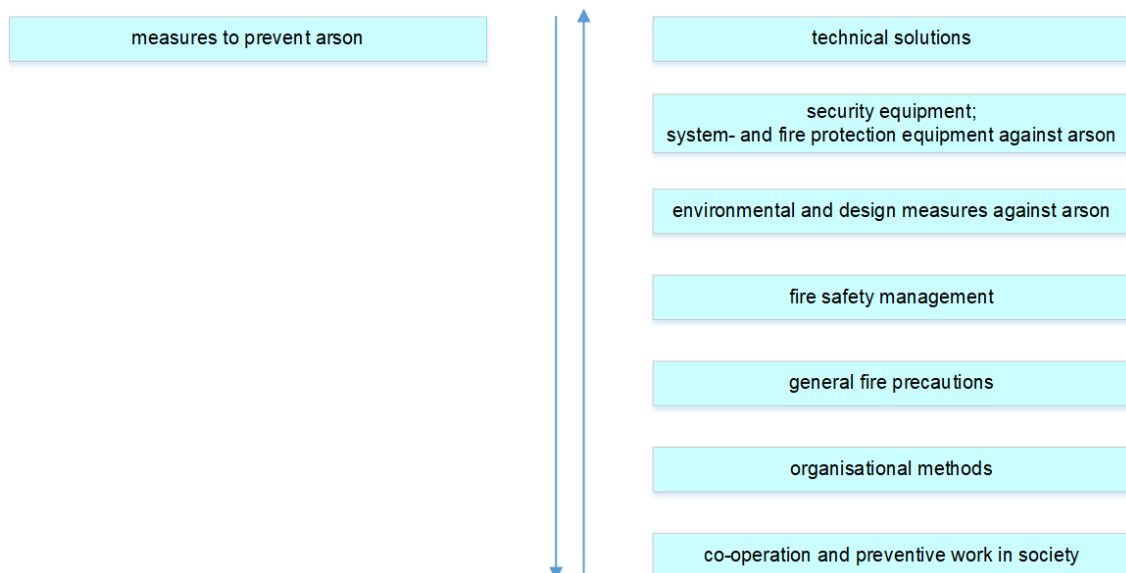 measures to prevent arson
technical solutions
security equipment;
system- and fire protection equipment against arson
environmental and design measures against arson
fire safety management
general fire precautions
organisational methods
co-operation and preventive work in society